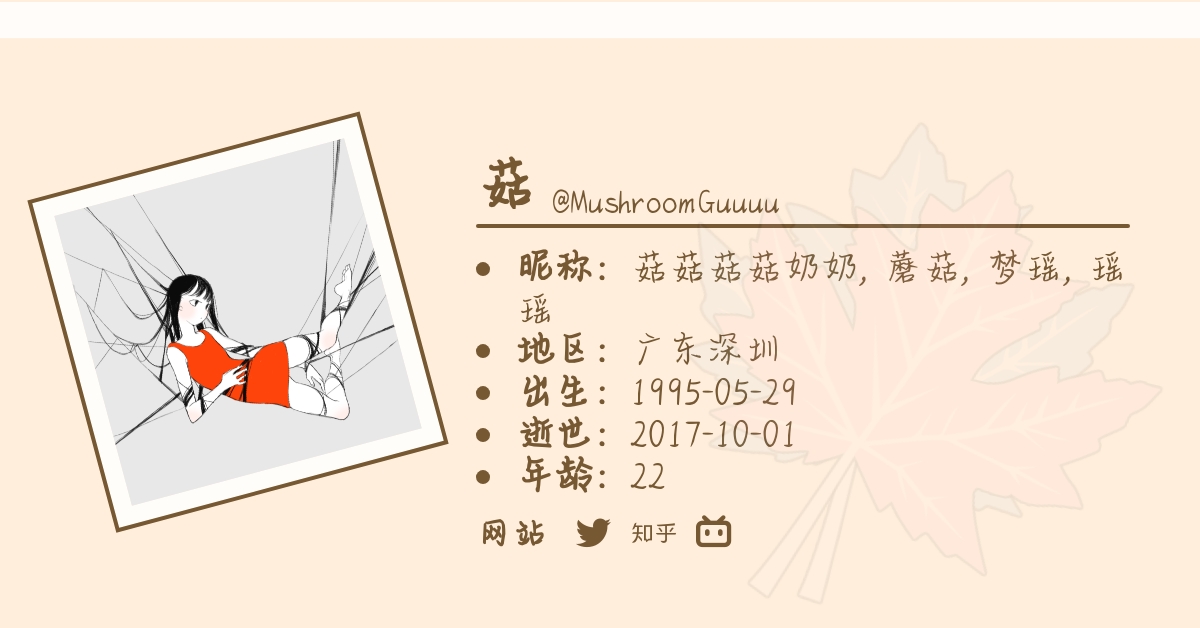 菇 @MushroomGuuuu
昵称： 菇菇菇菇奶奶, 蘑菇, 梦瑶, 瑶
瑶
地区： 广东深圳
出生： 1995-05-29
逝世： 2017-10-01
年龄： 22
网站 知乎